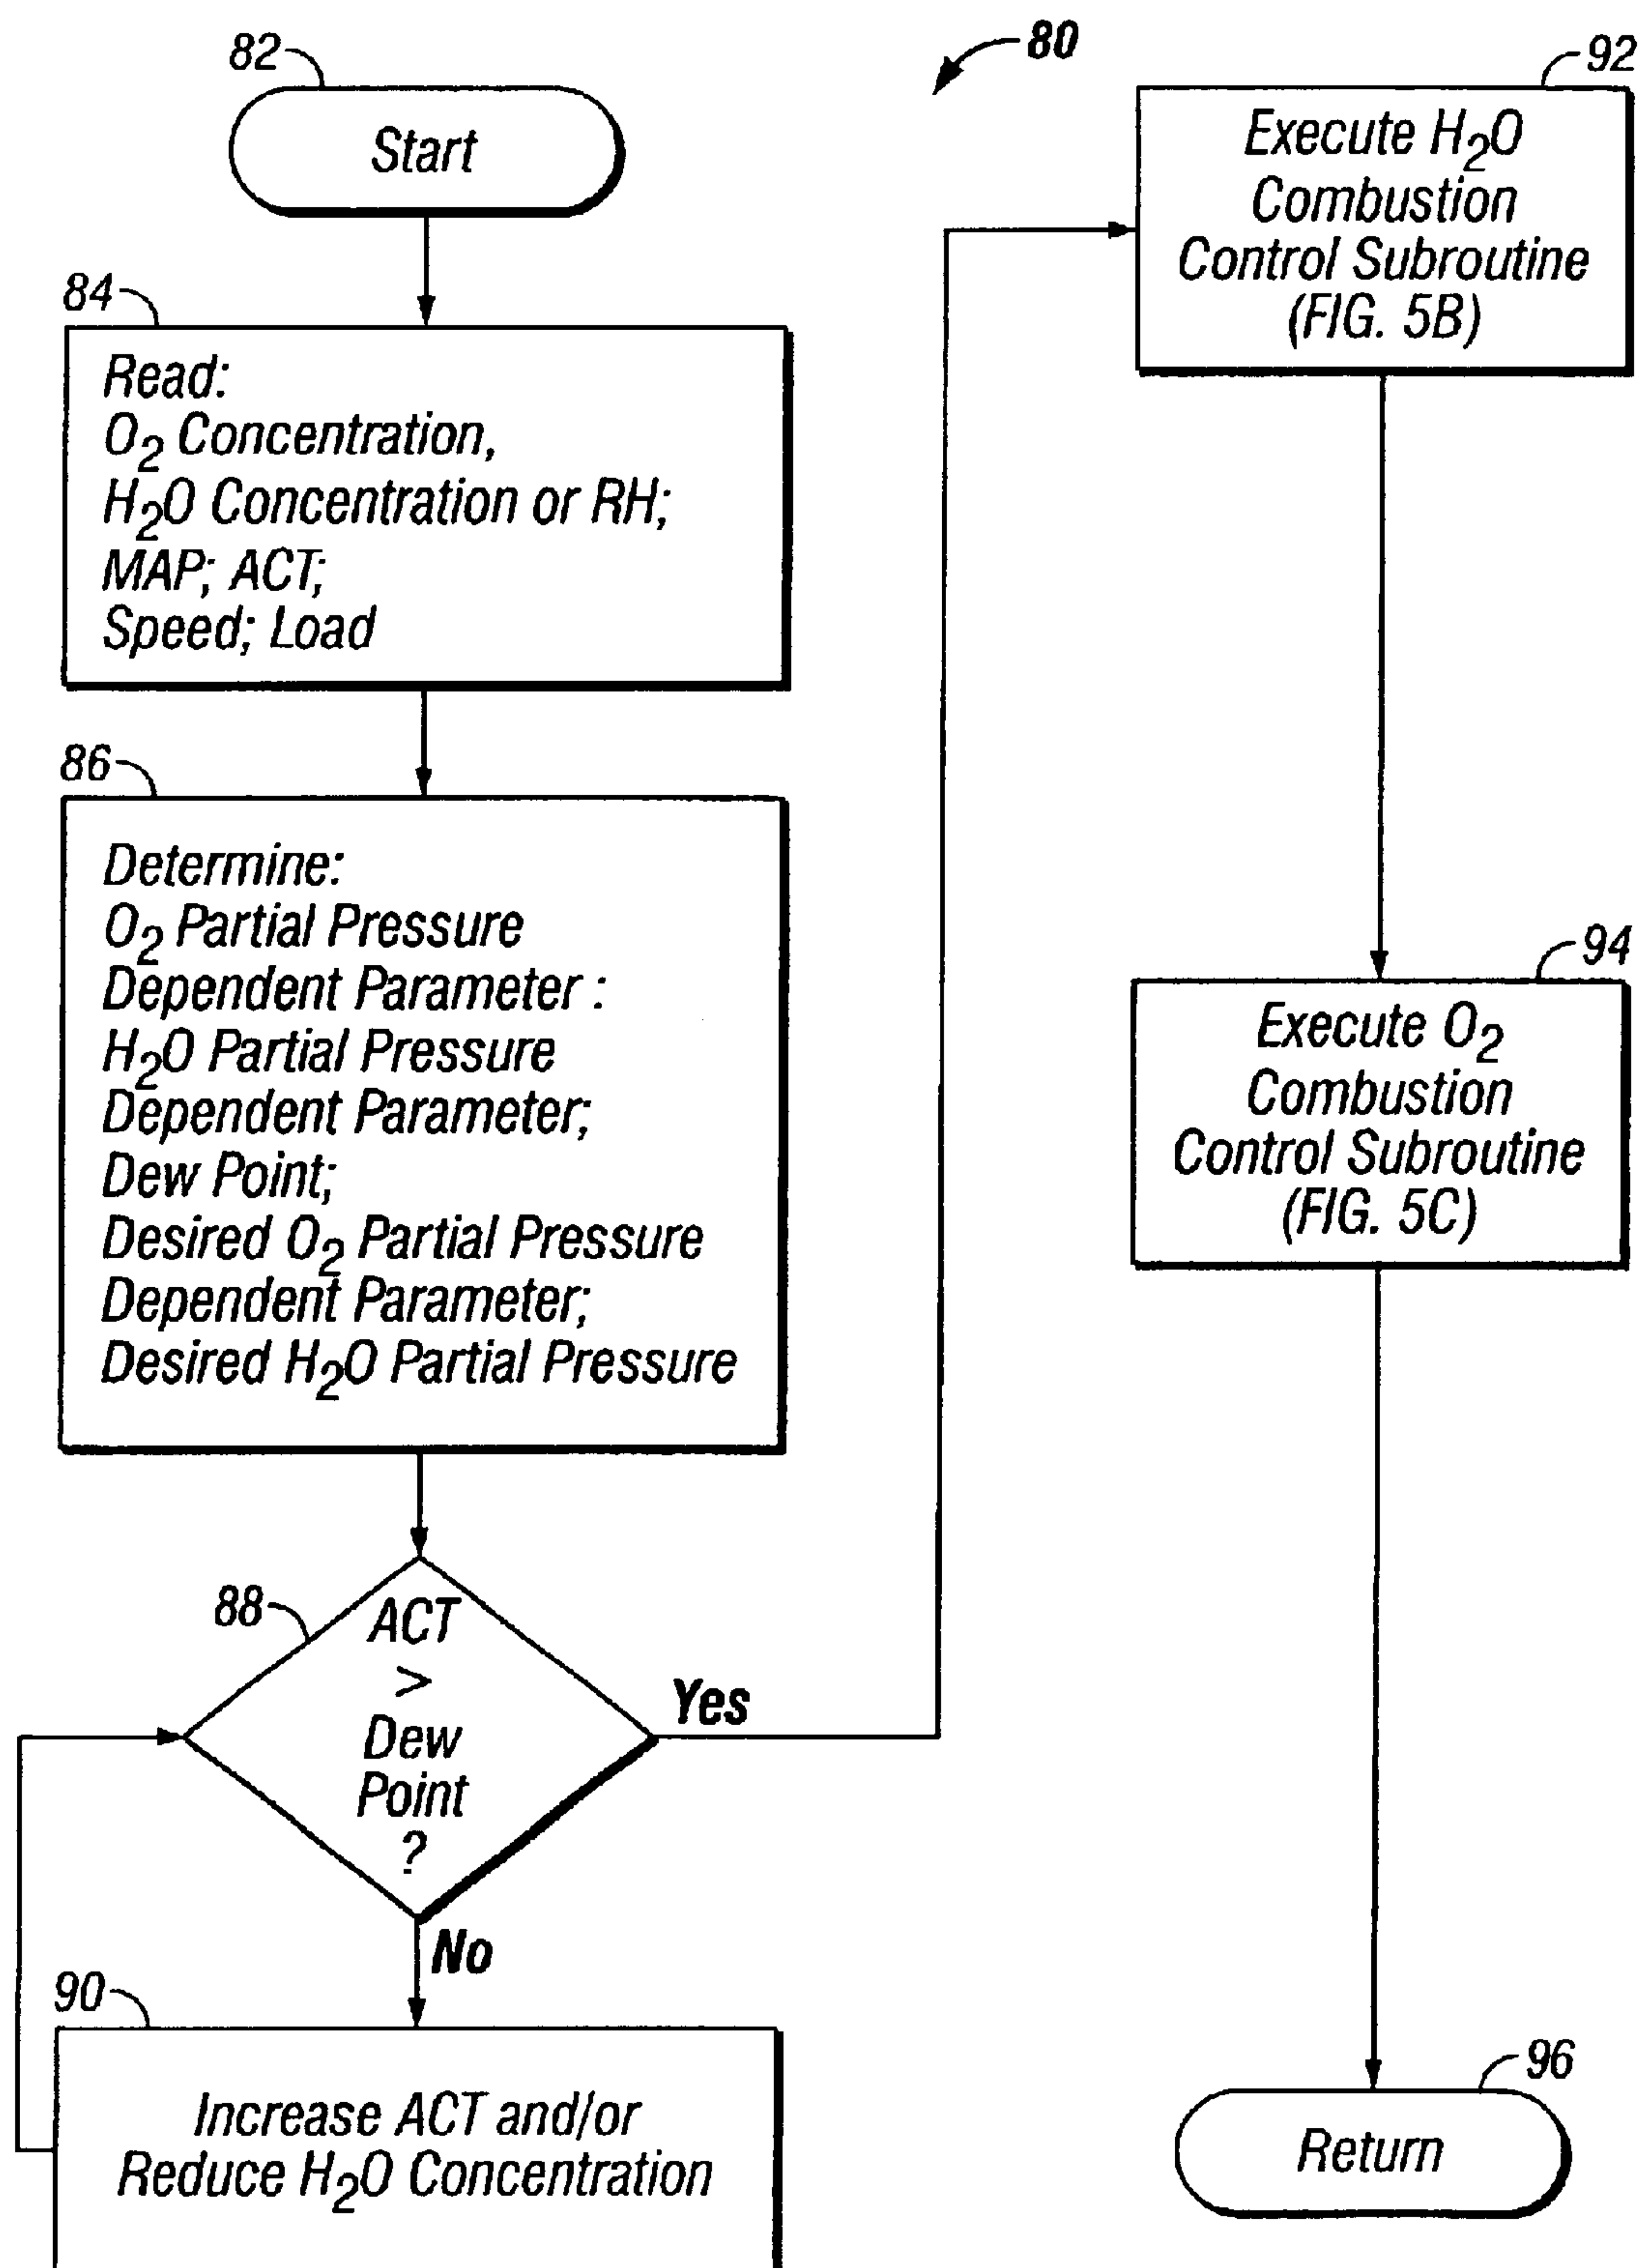 80
82
Start
84
Read:
O2 Concentration,
H2O Concentration or RH;
MAP; ACT;
Speed; Load
86
Determine:
O2 Partial Pressure
Dependent Parameter :
H2O Partial Pressure
Dependent Parameter;
Dew Point;
Desired O2 Partial Pressure
Dependent Parameter;
Desired H2O Partial Pressure
88
ACT
>
Dew
Point
?
Yes
No
90
Increase ACT and/or
Reduce H2O Concentration
92
Execute H2O
Combustion
Control Subroutine
(FIG. 5B)
94
Execute O2
Combustion
Control Subroutine
(FIG. 5C)
96
Return